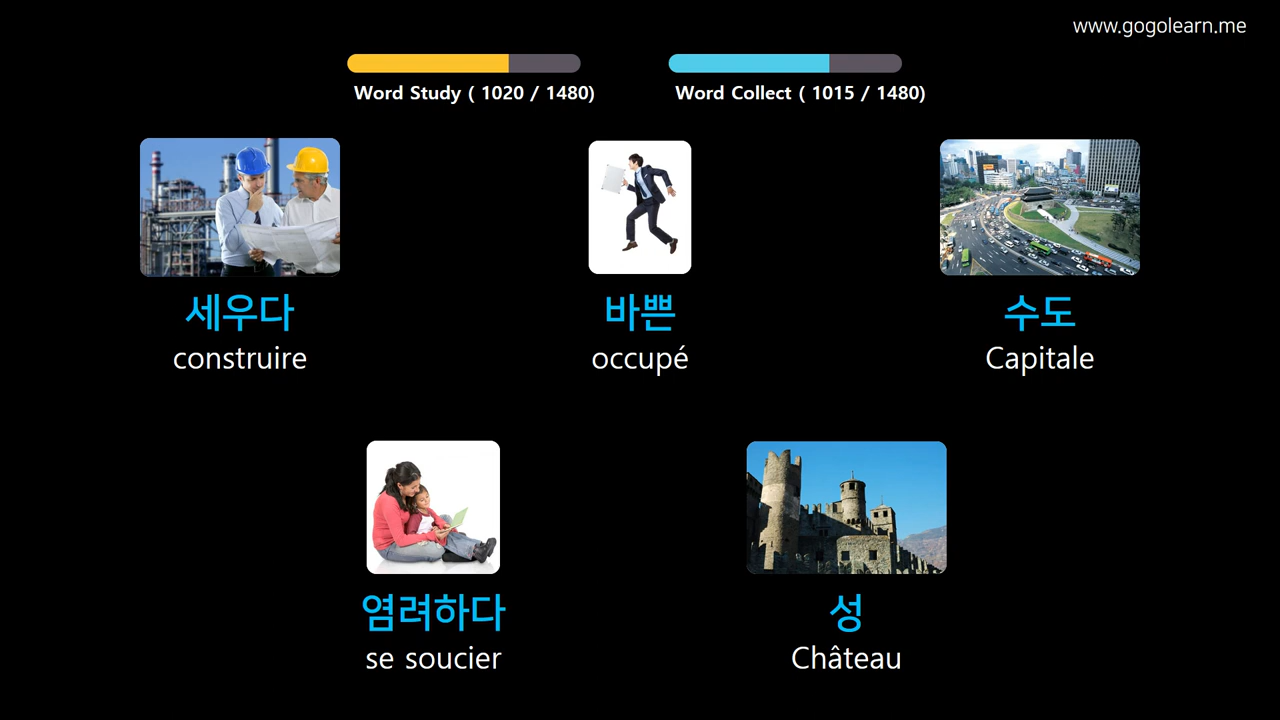 www.gogolearn.me
Word Study ( 1020 / 1480)
Word Collect ( 1015 / 1480)
세우다
construire
바쁜
occupé
수도
Capitale
염려하다
se soucier
성
Château